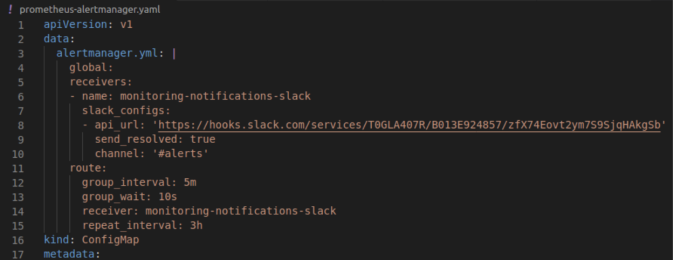 ! prometheus-alertmanager.yaml
1 apiVersion: v1
2 data:
3 alertmanager.yml: |
4 global:
5 receivers:
6 - name: monitoring-notifications-slack
7 slack_configs:
8 - api_url: 'https://hooks.slack.com/services/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'
9 send_resolved: true
10 channel: '#alerts'
11 route:
12 group_interval: 5m
13 group_wait: 10s
14 receiver: monitoring-notifications-slack
15 repeat_interval: 3h
16 kind: ConfigMap
17 metadata: